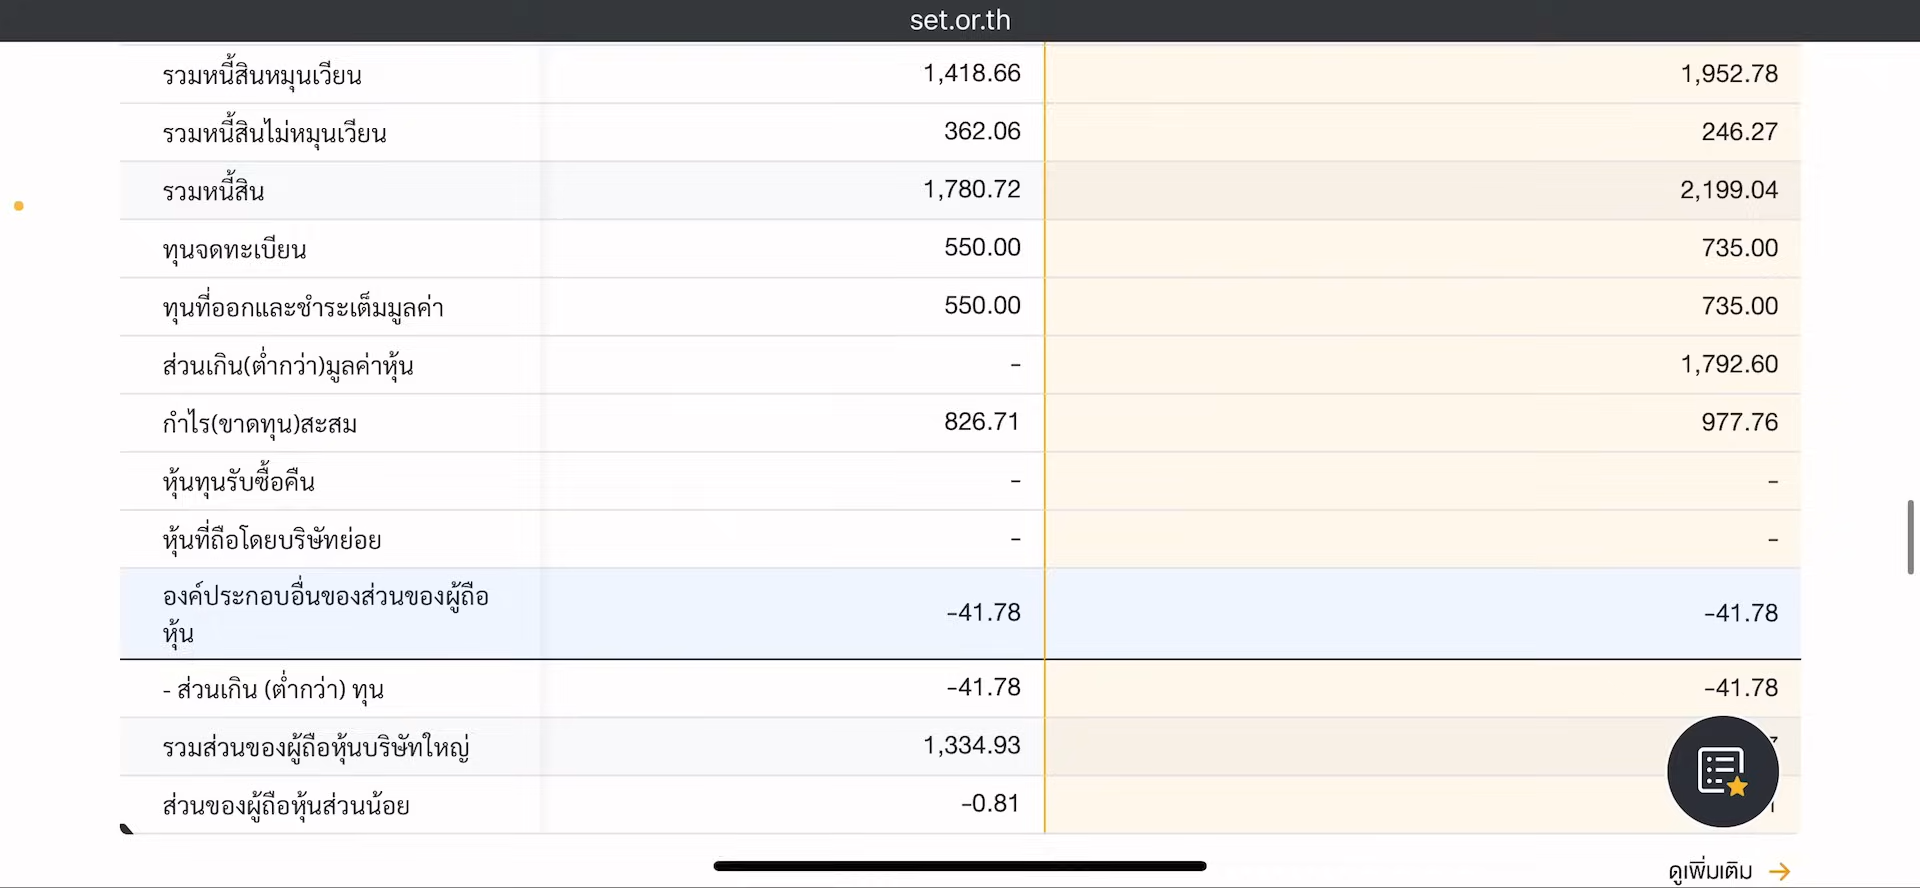 set.or.th
รวมหนี้สินหมุนเวียน 1,418.66 1,952.78
รวมหนี้สินไม่หมุนเวียน 362.06 246.27
รวมหนี้สิน 1,780.72 2,199.04
ทุนจดทะเบียน 550.00 735.00
ทุนที่ออกและชำระเต็มมูลค่า 550.00 735.00
ส่วนเกิน(ต่ำกว่า)มูลค่าหุ้น - 1,792.60
กำไร(ขาดทุน)สะสม 826.71 977.76
หุ้นทุนรับซื้อคืน - -
หุ้นที่ถือโดยบริษัทย่อย - -
องค์ประกอบอื่นของส่วนของผู้ถือ
หุ้น -41.78 -41.78
- ส่วนเกิน (ต่ำกว่า) ทุน -41.78 -41.78
รวมส่วนของผู้ถือหุ้นบริษัทใหญ่ 1,334.93
ส่วนของผู้ถือหุ้นส่วนน้อย -0.81
ดูเพิ่มเติม →